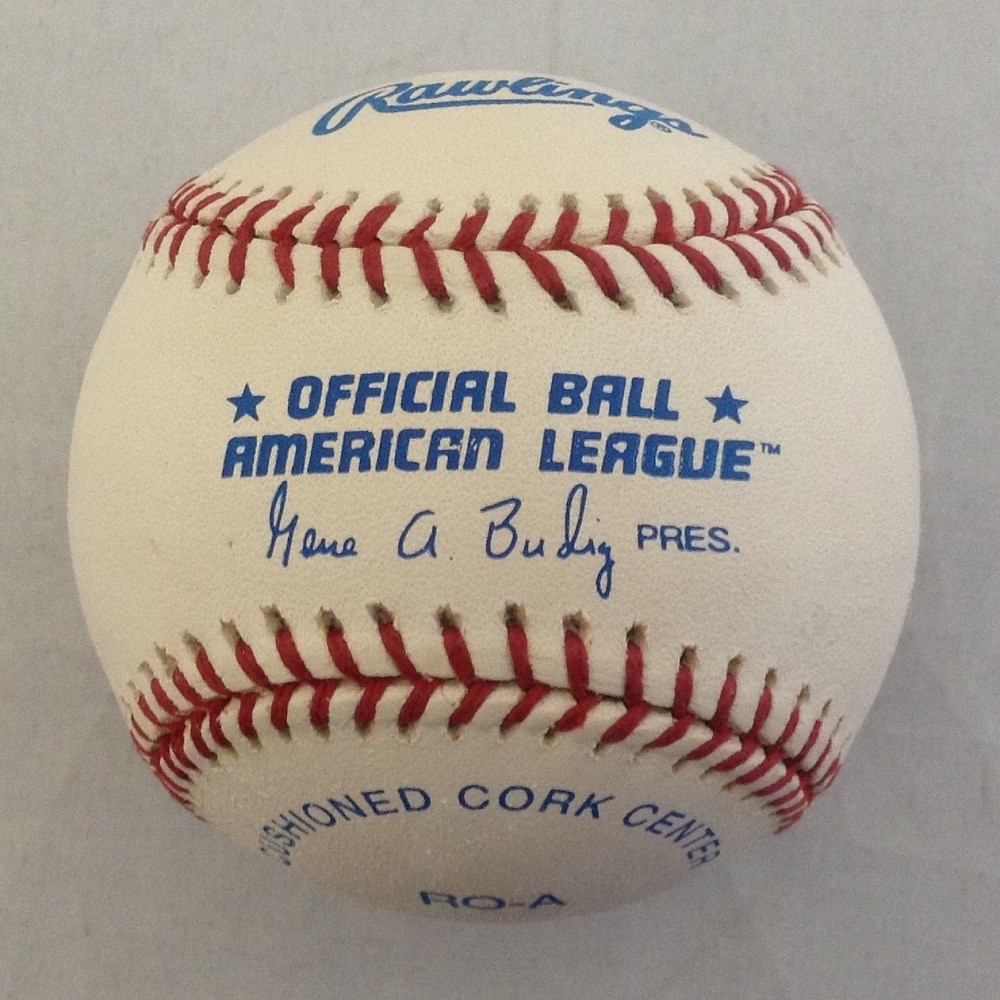 Rawlings®
★ OFFICIAL BALL ★
AMERICAN LEAGUE™
Gene A. Budig PRES.
CUSHIONED CORK CENTER
RO-A